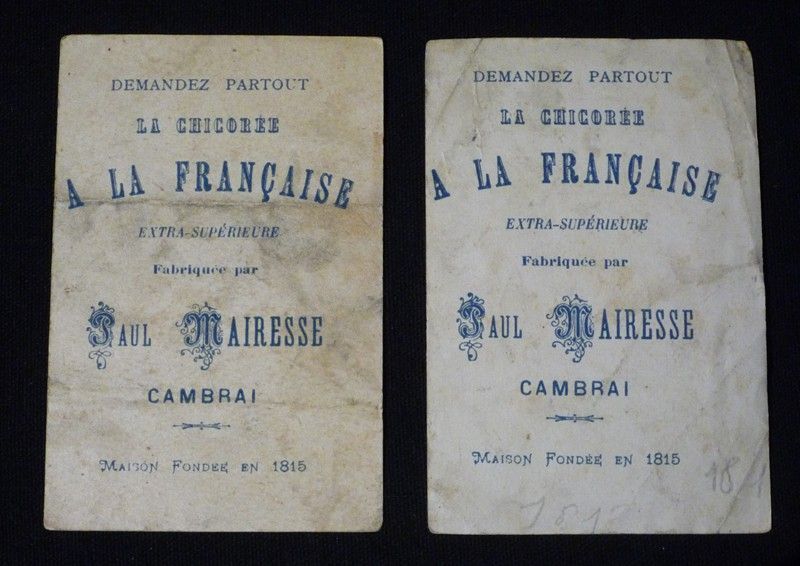 DEMANDEZ PARTOUT
LA CHICORÉE
A LA FRANÇAISE
EXTRA-SUPÉRIEURE
Fabriquée par
PAUL MAIRESSE
CAMBRAI
MAISON FONDÉE EN 1815
DEMANDEZ PARTOUT
LA CHICORÉE
A LA FRANÇAISE
EXTRA-SUPÉRIEURE
Fabriquée par
PAUL MAIRESSE
CAMBRAI
MAISON FONDÉE EN 1815